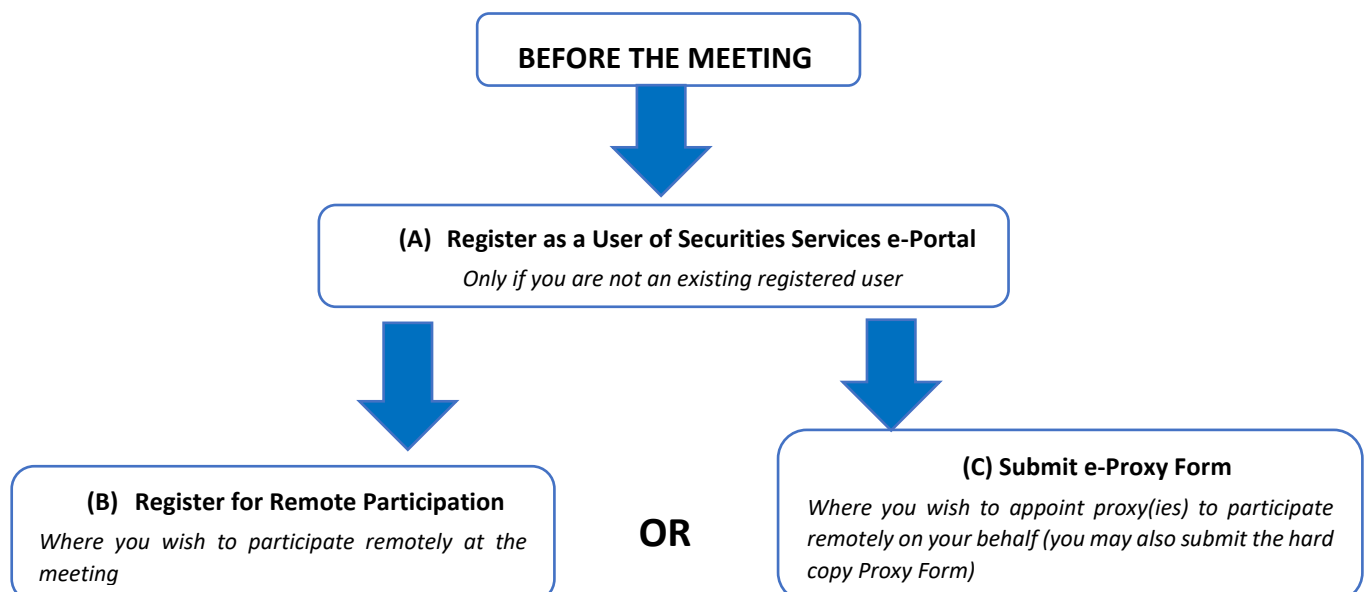 BEFORE THE MEETING
(A) Register as a User of Securities Services e-Portal
Only if you are not an existing registered user
(B) Register for Remote Participation
Where you wish to participate remotely at the
meeting
OR
(C) Submit e-Proxy Form
Where you wish to appoint proxy(ies) to participate
remotely on your behalf (you may also submit the hard
copy Proxy Form)